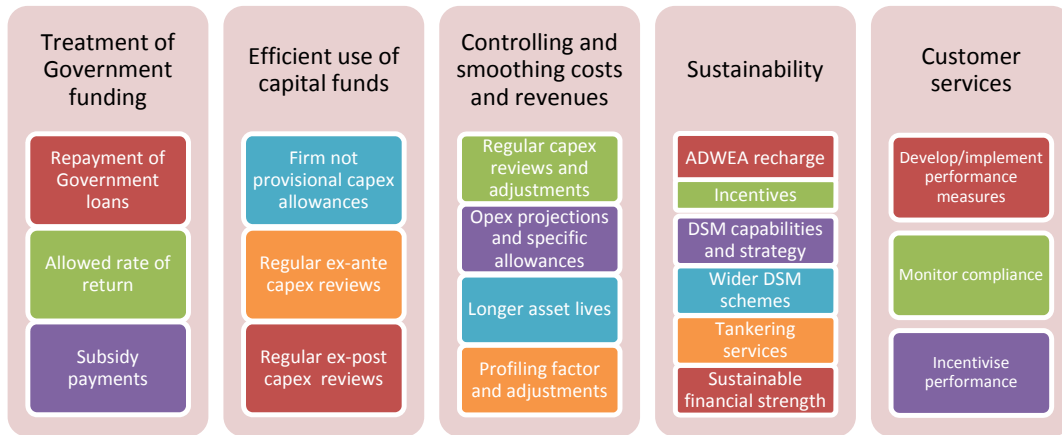 Treatment of
Government
funding
Repayment of
Government
loans
Allowed rate of
return
Subsidy
payments
Efficient use of
capital funds
Firm not
provisional capex
allowances
Regular ex-ante
capex reviews
Regular ex-post
capex reviews
Controlling and
smoothing costs
and revenues
Regular capex
reviews and
adjustments
Opex projections
and specific
allowances
Longer asset lives
Profiling factor
and adjustments
Sustainability
ADWEA recharge
Incentives
DSM capabilities
and strategy
Wider DSM
schemes
Tankering
services
Sustainable
financial strength
Customer
services
Develop/implement
performance
measures
Monitor compliance
Incentivise
performance